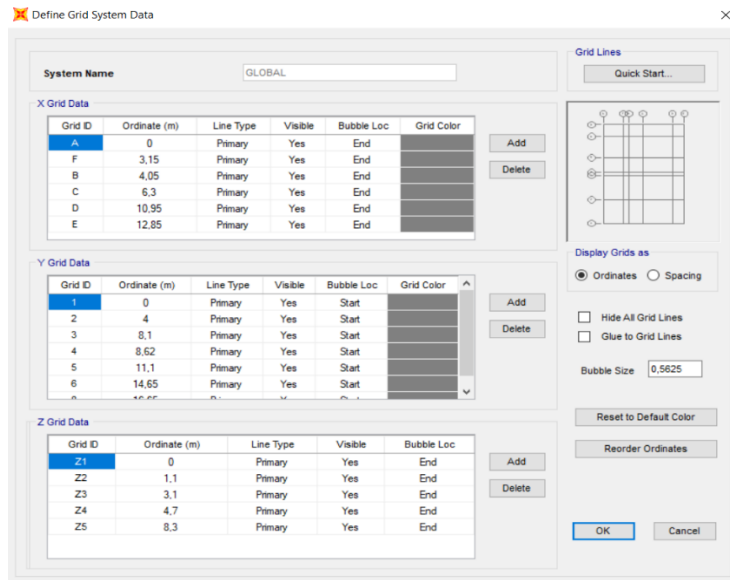 Define Grid System Data
System Name GLOBAL
Grid Lines
Quick Start...
X Grid Data
Grid ID Ordinate (m) Line Type Visible Bubble Loc Grid Color
A 0 Primary Yes End
F 3,15 Primary Yes End
B 4,05 Primary Yes End
C 6,3 Primary Yes End
D 10,95 Primary Yes End
E 12,85 Primary Yes End
Add
Delete
Y Grid Data
Grid ID Ordinate (m) Line Type Visible Bubble Loc Grid Color
1 0 Primary Yes Start
2 4 Primary Yes Start
3 8,1 Primary Yes Start
4 8,62 Primary Yes Start
5 11,1 Primary Yes Start
6 14,65 Primary Yes Start
Add
Delete
Display Grids as
Ordinates Spacing
Hide All Grid Lines
Glue to Grid Lines
Bubble Size 0,5625
Reset to Default Color
Reorder Ordinates
Z Grid Data
Grid ID Ordinate (m) Line Type Visible Bubble Loc
Z1 0 Primary Yes End
Z2 1,1 Primary Yes End
Z3 3,1 Primary Yes End
Z4 4,7 Primary Yes End
Z5 8,3 Primary Yes End
Add
Delete
OK Cancel